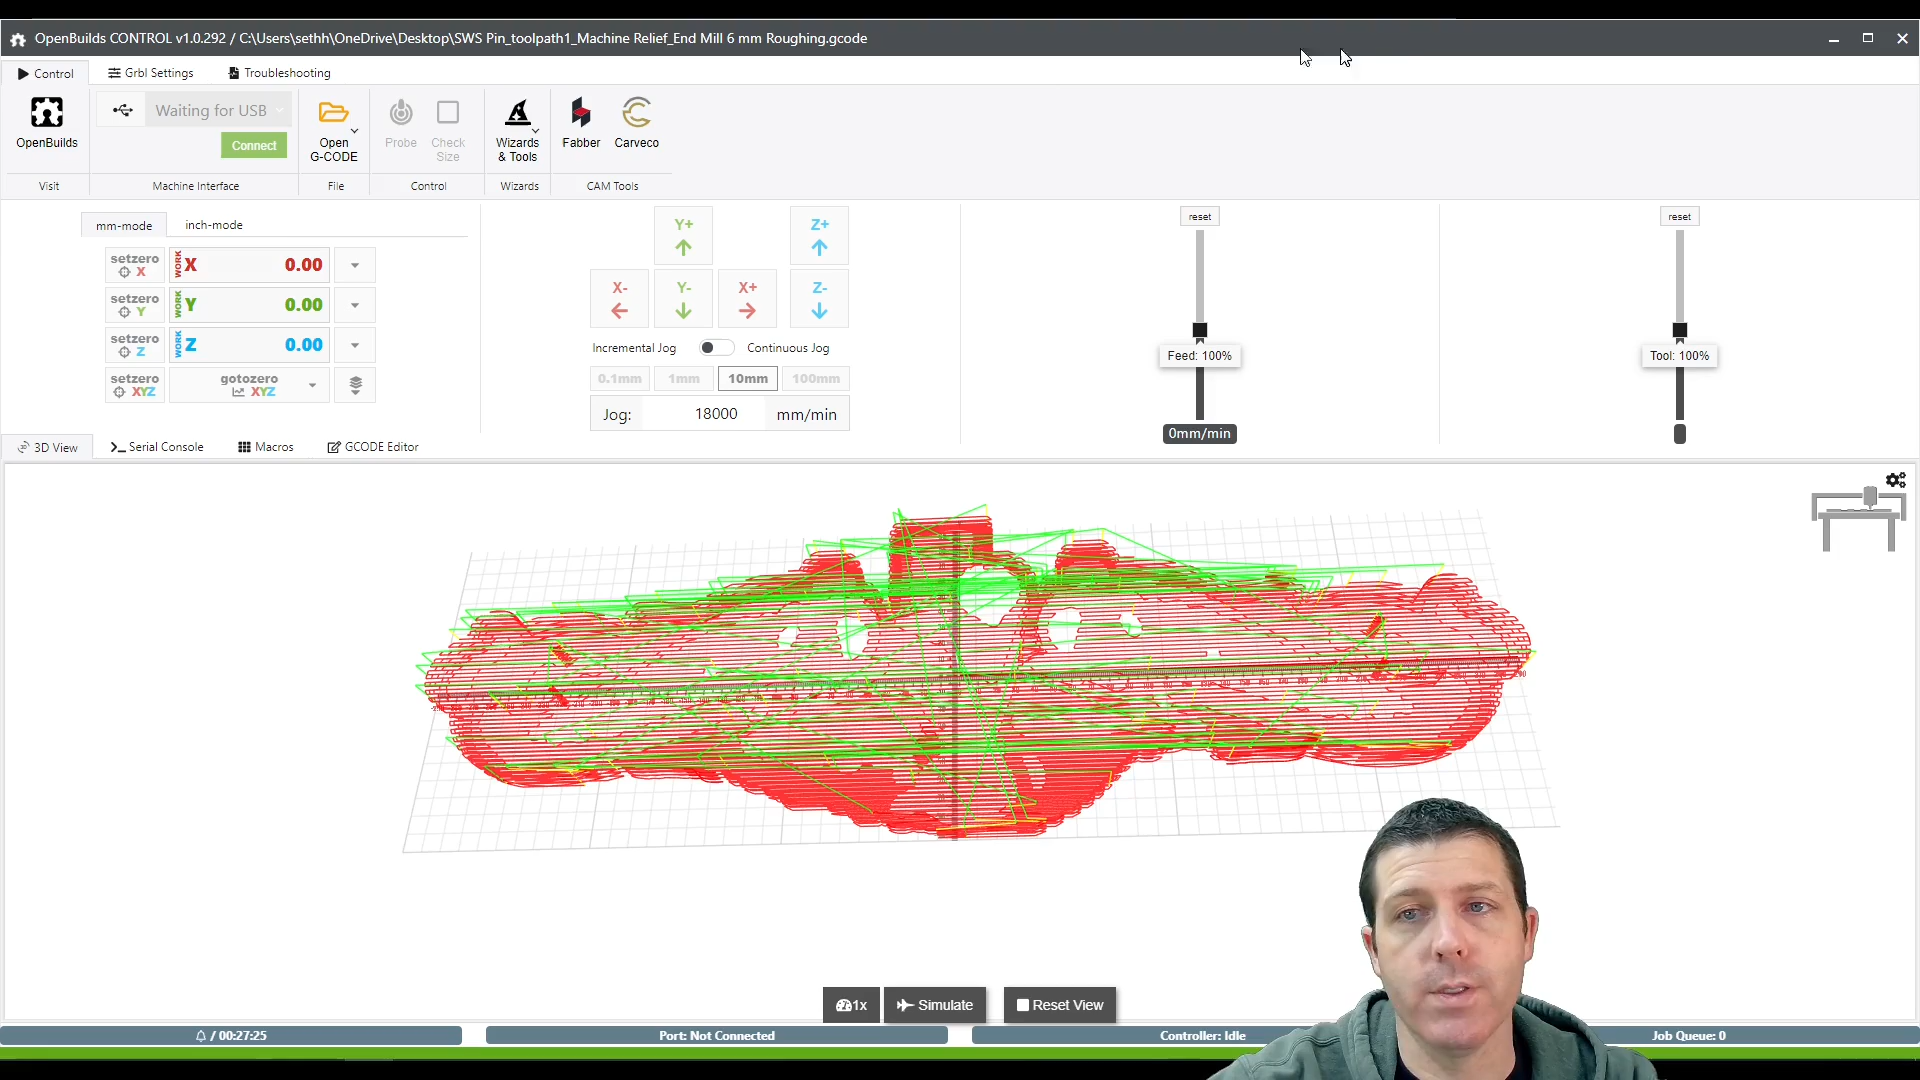 OpenBuilds CONTROL v1.0.292 / C:\Users\sethh\OneDrive\Desktop\SWS Pin_toolpath1_Machine Relief_End Mill 6 mm Roughing.gcode
Control
Grbl Settings
Troubleshooting
OpenBuilds
Visit
Waiting for USB
Connect
Machine Interface
Open
G-CODE
File
Probe
Check
Size
Control
Wizards
& Tools
Wizards
Fabber
Carveco
CAM Tools
mm-mode
inch-mode
setzero
X
WORK
X
0.00
setzero
Y
WORK
Y
0.00
setzero
Z
WORK
Z
0.00
setzero
XYZ
gotozero
XYZ
Y+
Z+
X-
Y-
X+
Z-
Incremental Jog
Continuous Jog
0.1mm
1mm
10mm
100mm
Jog:
18000
mm/min
reset
Feed: 100%
0mm/min
reset
Tool: 100%
3D View
Serial Console
Macros
GCODE Editor
1x
Simulate
Reset View
/ 00:27:25
Port: Not Connected
Controller: Idle
Job Queue: 0